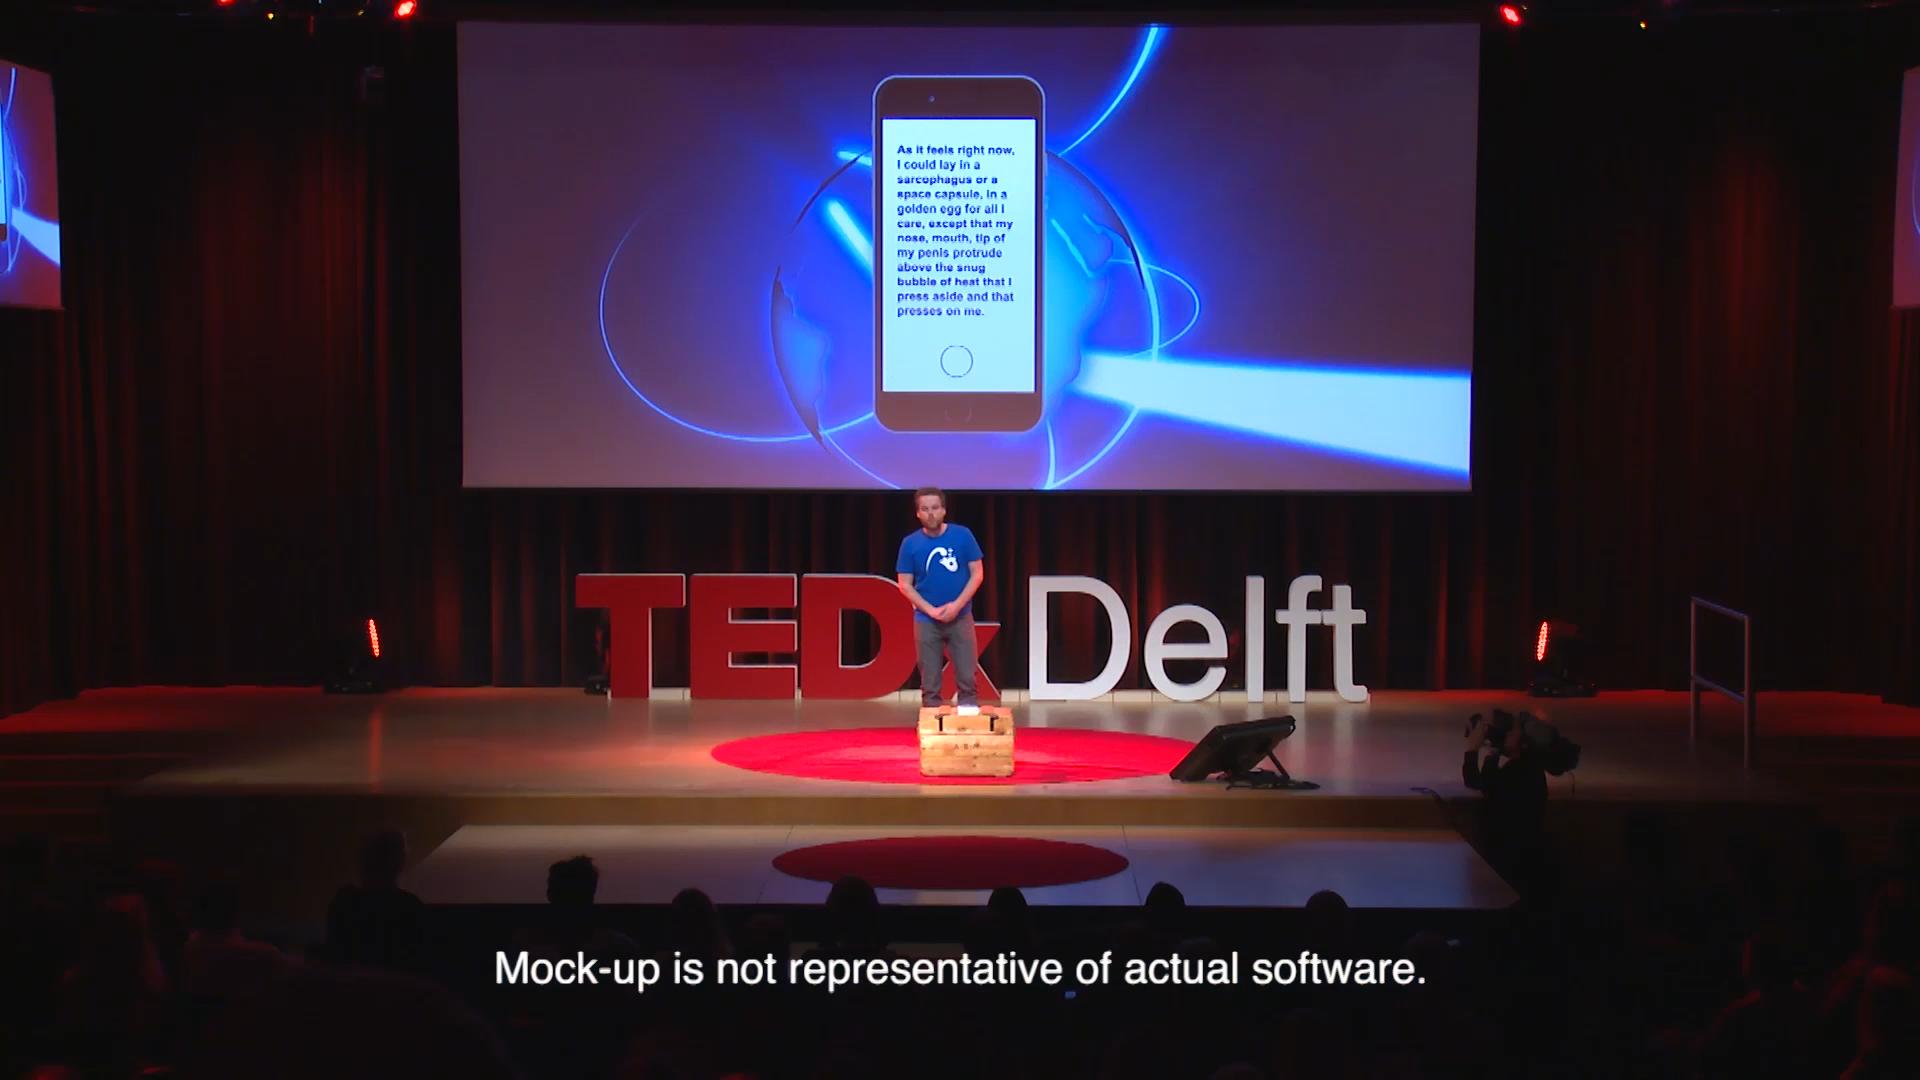 As it feels right now,
I could lay in a
sarcophagus or a
space capsule, in a
golden egg for all I
care, except that my
nose, mouth, tip of
my penis protrude
above the snug
bubble of heat that I
press aside and that
presses on me.
TEDx Delft
Mock-up is not representative of actual software.